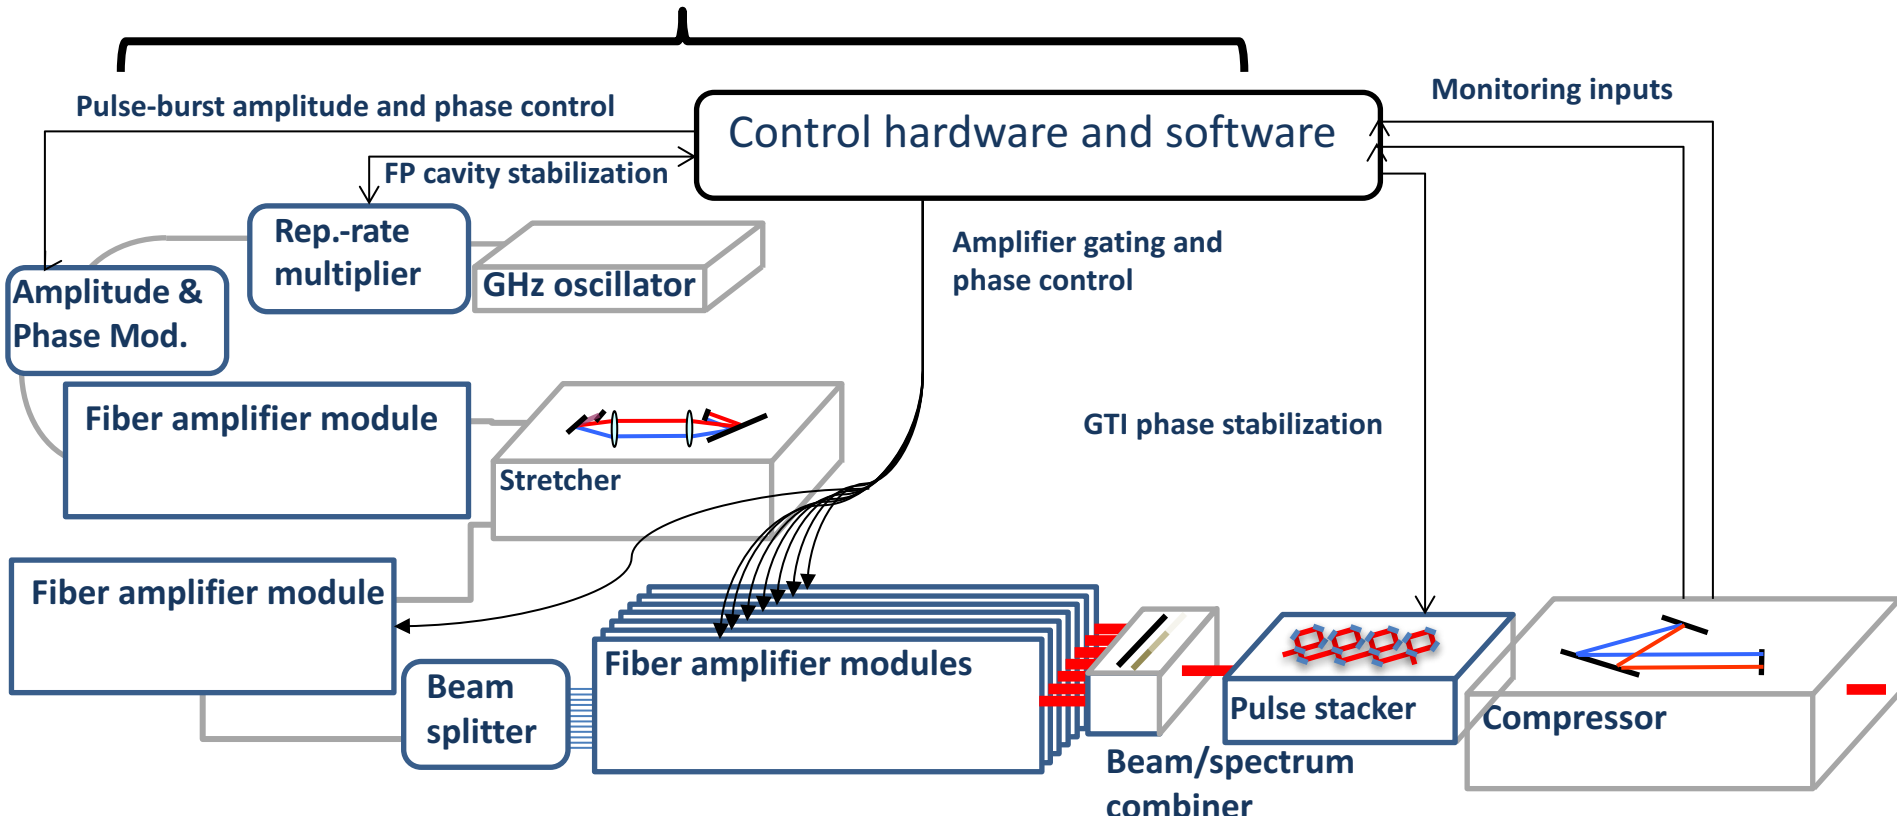 Pulse-burst amplitude and phase control
Monitoring inputs
Control hardware and software
FP cavity stabilization
Rep.-rate
multiplier
GHz oscillator
Amplifier gating and
phase control
Amplitude &
Phase Mod.
Fiber amplifier module
Stretcher
GTI phase stabilization
Fiber amplifier module
Fiber amplifier modules
Beam
splitter
Pulse stacker
Compressor
Beam/spectrum
combiner